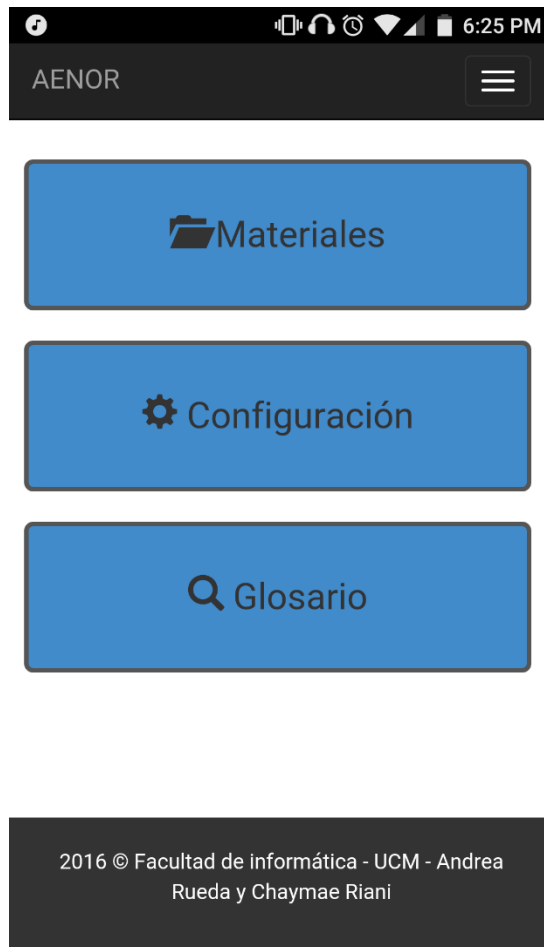 6:25 PM
AENOR
Materiales
Configuración
Glosario
2016 © Facultad de informática - UCM - Andrea
Rueda y Chaymae Riani